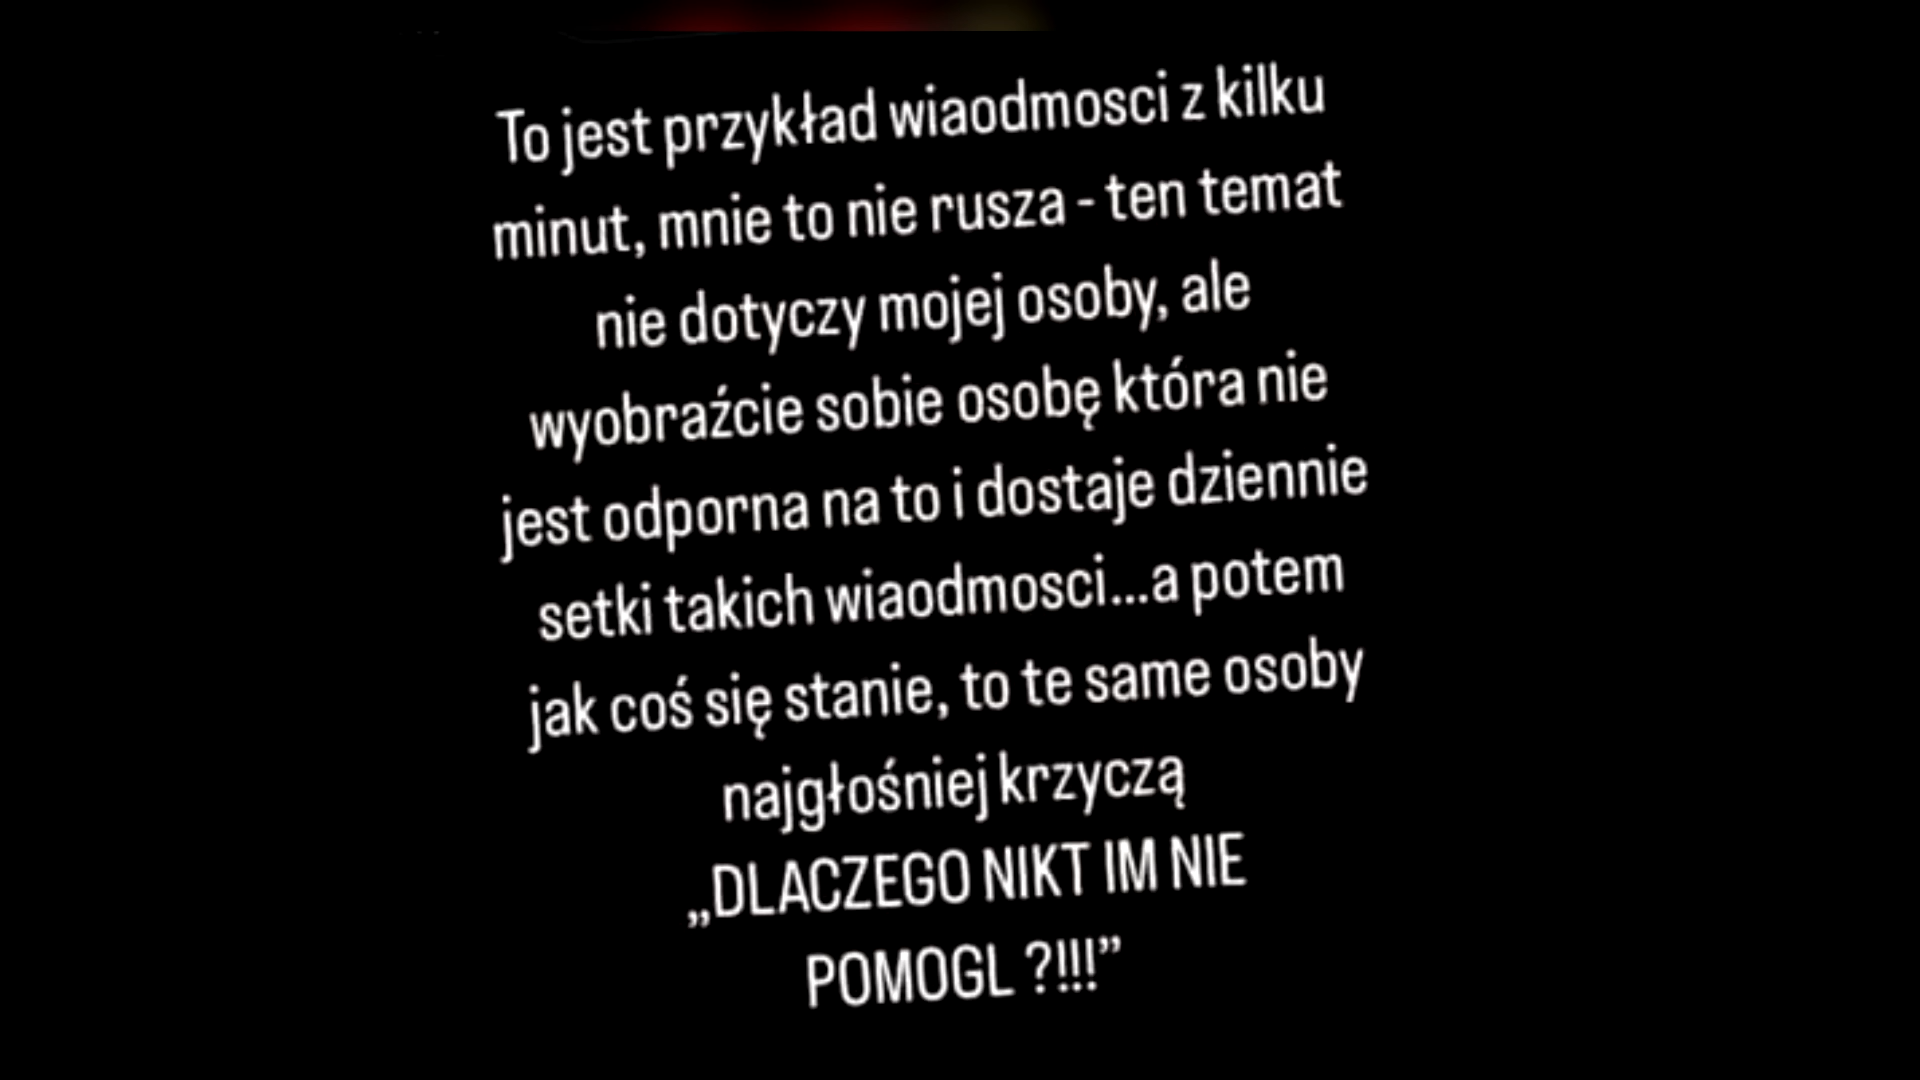 To jest przykład wiaodmosci z kilku
minut, mnie to nie rusza - ten temat
nie dotyczy mojej osoby, ale
wyobraźcie sobie osobę która nie
jest odporna na to i dostaje dziennie
setki takich wiaodmosci...a potem
jak coś się stanie, to te same osoby
najgłośniej krzyczą
„DLACZEGO NIKT IM NIE
POMOGL ?!!!”